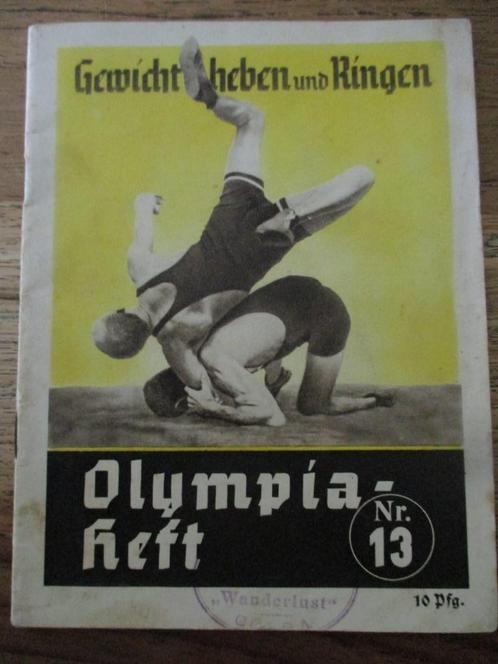 Gewichtheben und Ringen
Olympia-
Heft
Nr.
13
„Wanderlust“
10 Pfg.